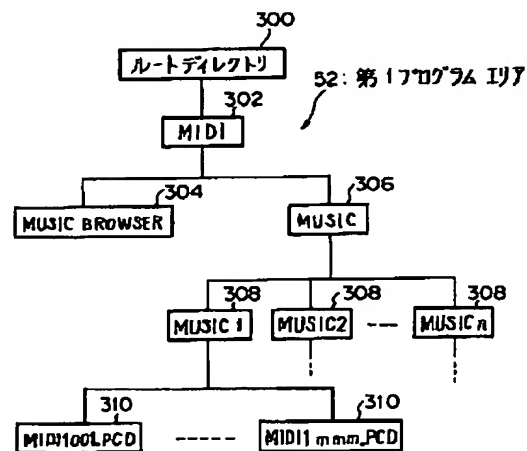 300
ルートディレクトリ
52:第1プログラム エリア
302
MIDI
304
MUSIC BROWSER
306
MUSIC
308
MUSIC 1
308
MUSIC2
308
MUSICn
310
MIDI1001.PCD
310
MIDI1mmm.PCD